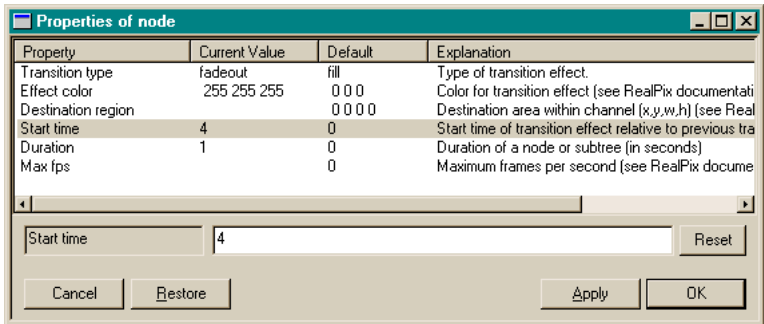 Properties of node
Property Current Value Default Explanation
Transition type fadeout fill Type of transition effect.
Effect color 255 255 255 0 0 0 Color for transition effect (see RealPix documentati
Destination region 0 0 0 0 Destination area within channel (x,y,w,h) (see Real
Start time 4 0 Start time of transition effect relative to previous tra
Duration 1 0 Duration of a node or subtree (in seconds)
Max fps 0 Maximum frames per second (see RealPix docume
Start time 4 Reset
Cancel Restore Apply OK